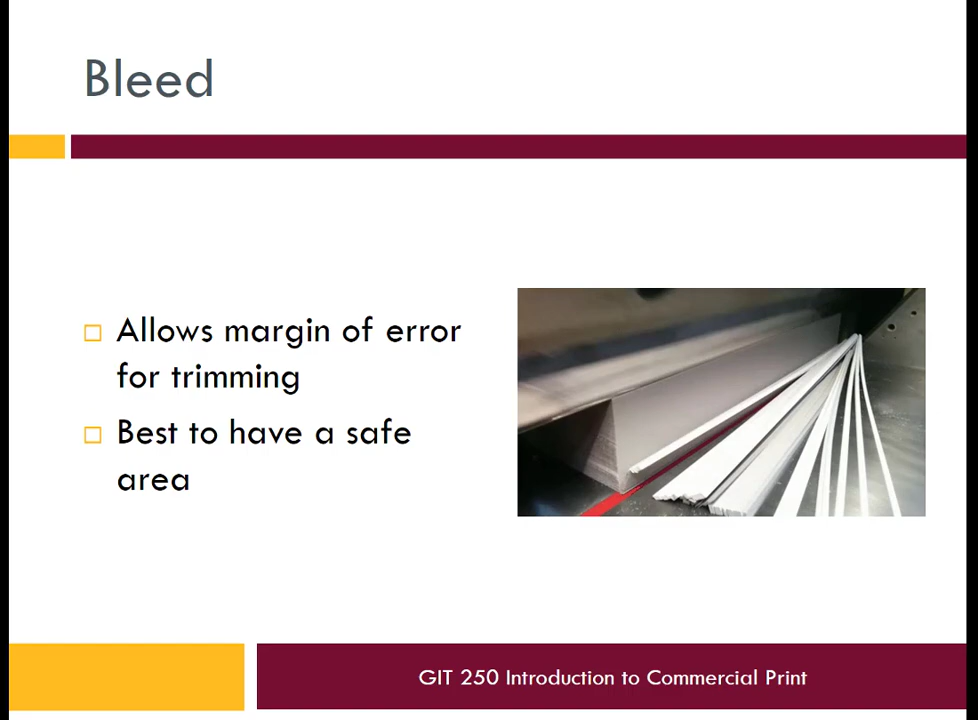 Bleed
Allows margin of error
for trimming
Best to have a safe
area
GIT 250 Introduction to Commercial Print